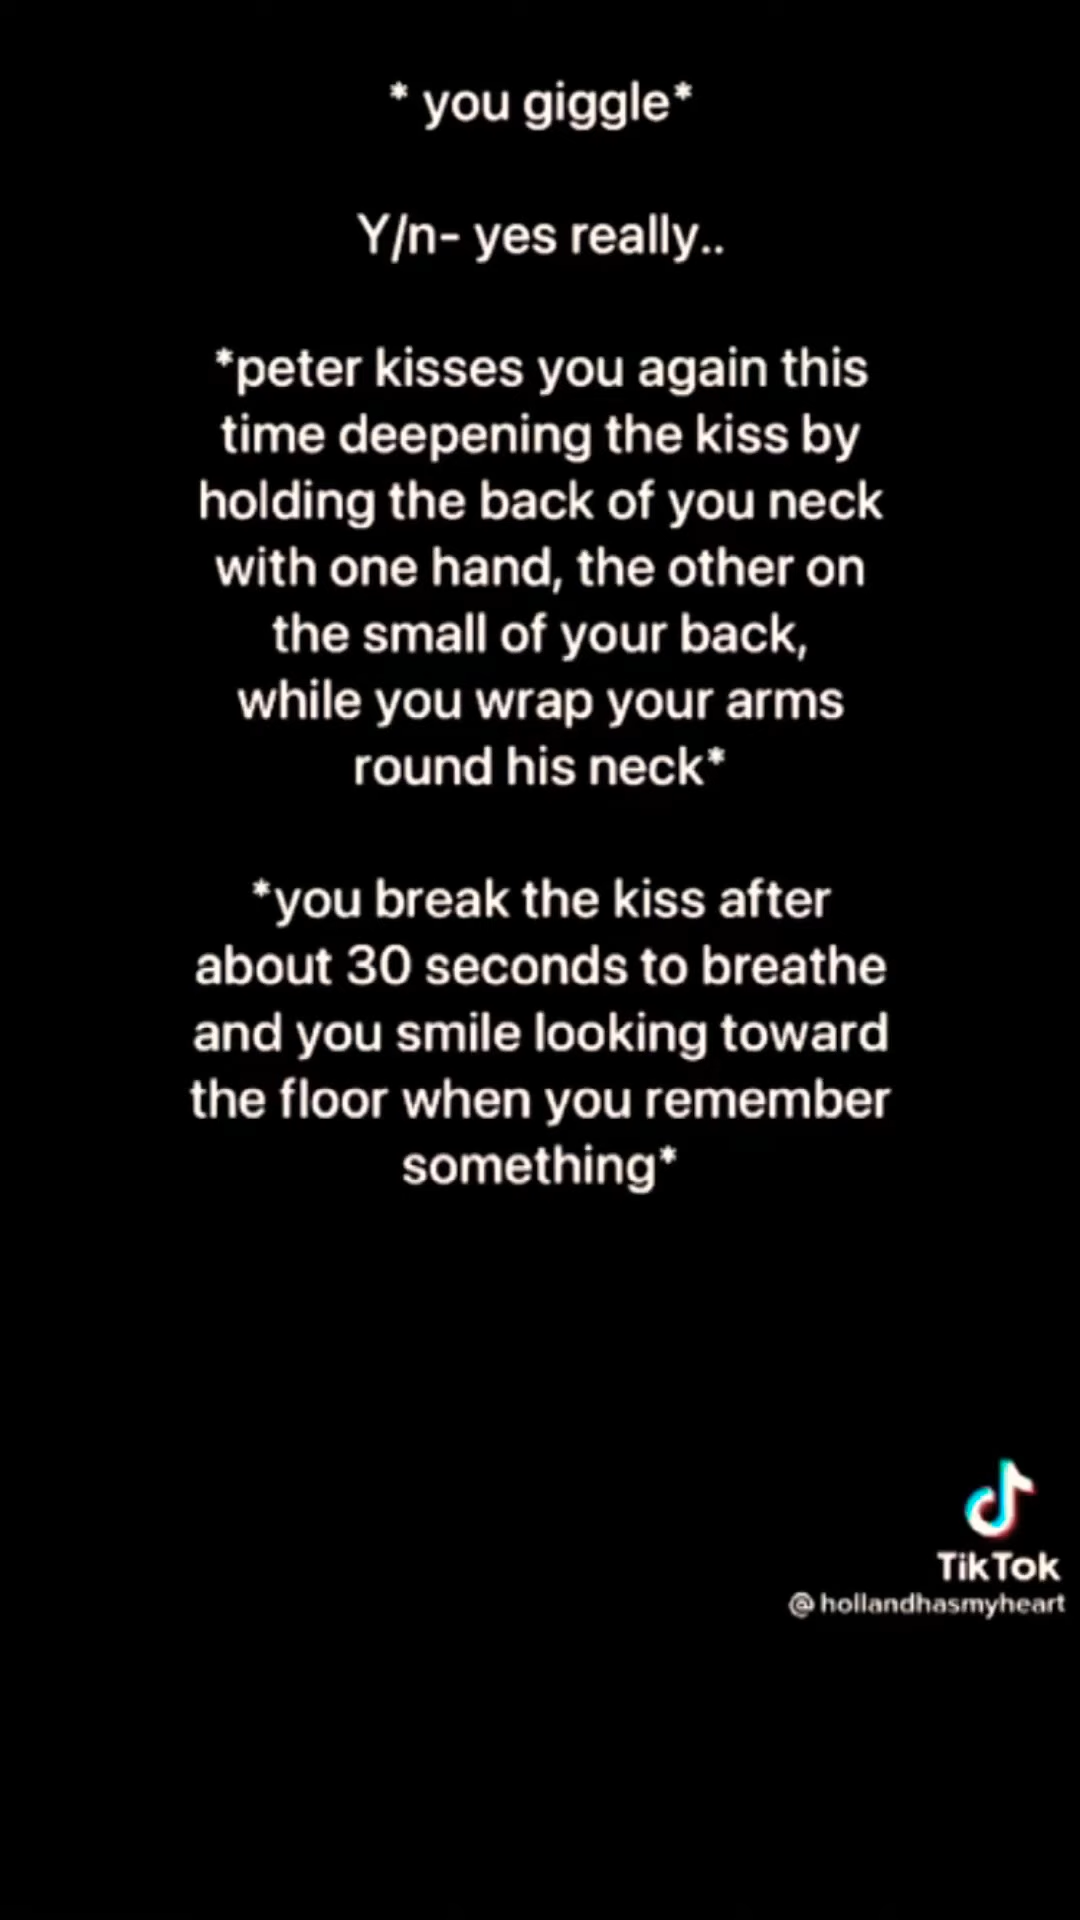 * you giggle*
Y/n- yes really..
*peter kisses you again this
time deepening the kiss by
holding the back of you neck
with one hand, the other on
the small of your back,
while you wrap your arms
round his neck*
*you break the kiss after
about 30 seconds to breathe
and you smile looking toward
the floor when you remember
something*
TikTok
@hollandhasmyheart